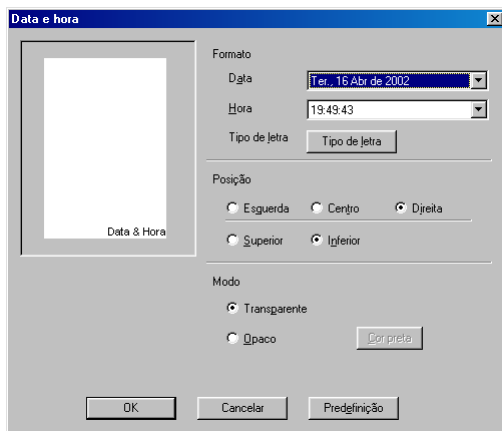 Data e hora
Formato
Data
Ter., 16 Abr de 2002
Hora
19:49:43
Tipo de letra
Tipo de letra
Posição
Esguerda
Centro
Direita
Superior
Inferior
Data & Hora
Modo
Transparente
Opaco
Cor preta
OK
Cancelar
Predefinição